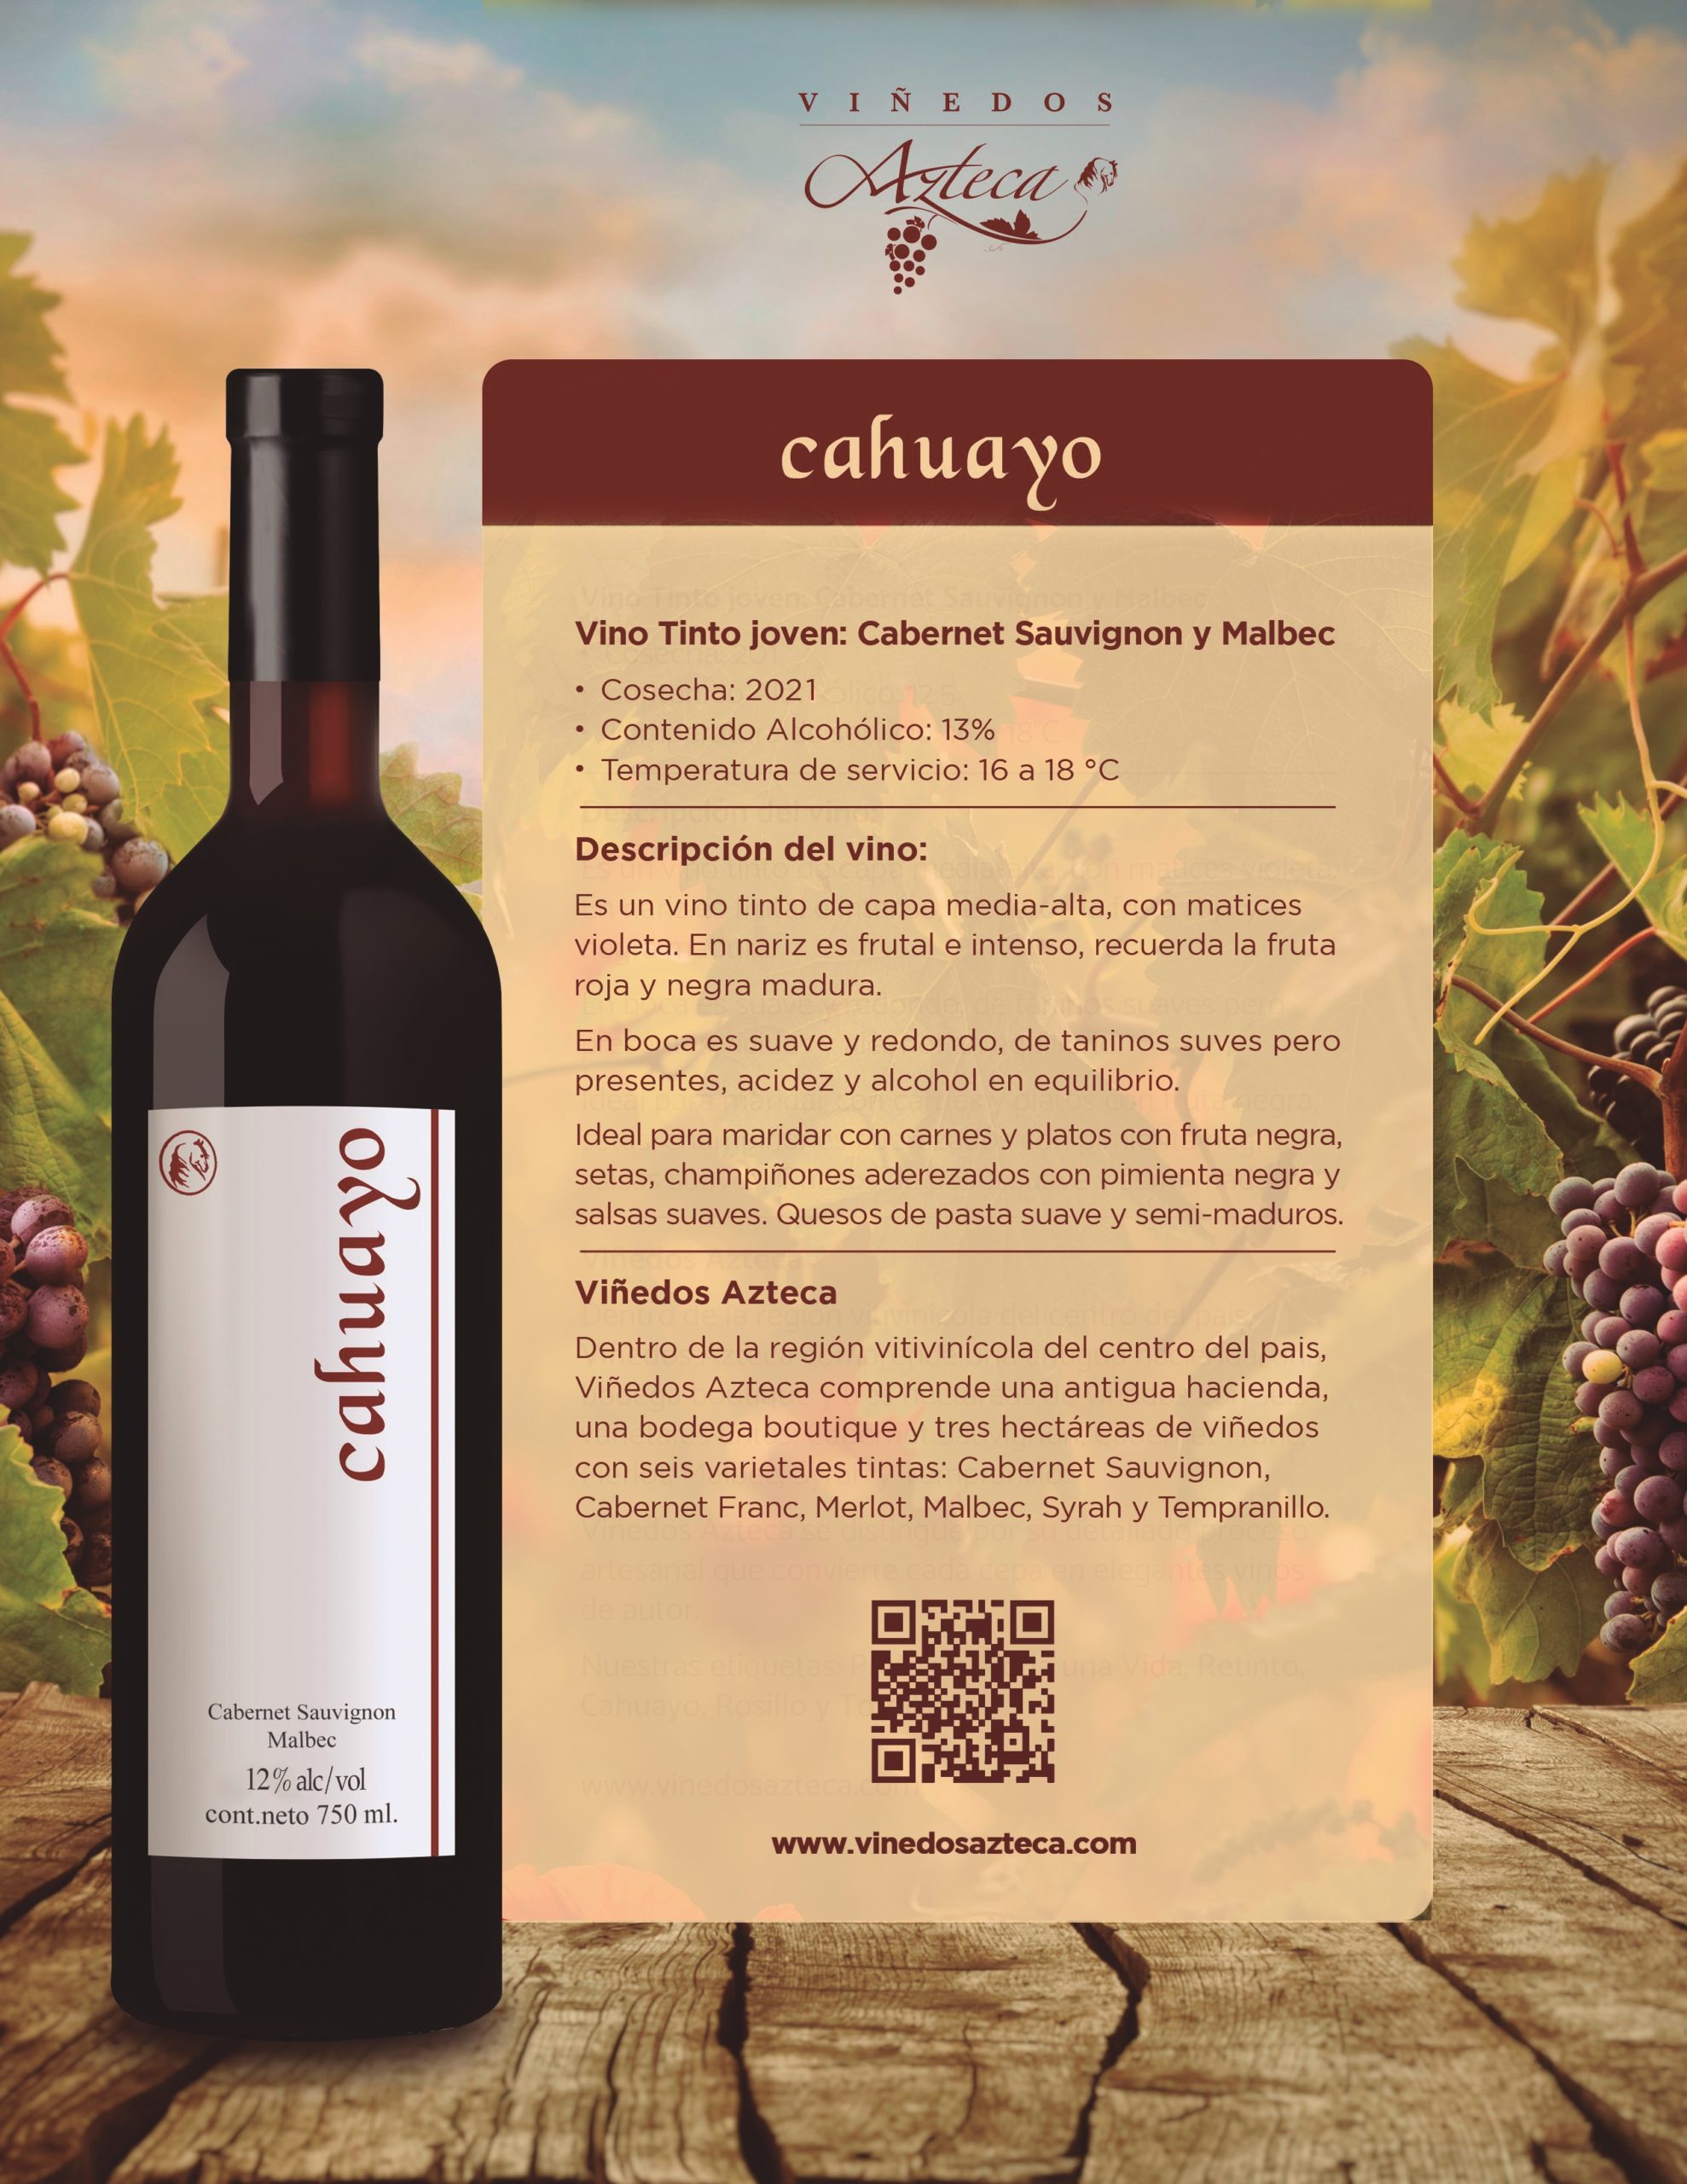 VIÑEDOS
Azteca
cahuayo
Vino Tinto joven: Cabernet Sauvignon y Malbec
• Cosecha: 2021
• Contenido Alcohólico: 13%
• Temperatura de servicio: 16 a 18 °C
Descripción del vino:
Es un vino tinto de capa media-alta, con matices
violeta. En nariz es frutal e intenso, recuerda la fruta
roja y negra madura.
En boca es suave y redondo, de taninos suves pero
presentes, acidez y alcohol en equilibrio.
Ideal para maridar con carnes y platos con fruta negra,
setas, champiñones aderezados con pimienta negra y
salsas suaves. Quesos de pasta suave y semi-maduros.
Viñedos Azteca
Dentro de la región vitivinícola del centro del pais,
Viñedos Azteca comprende una antigua hacienda,
una bodega boutique y tres hectáreas de viñedos
con seis varietales tintas: Cabernet Sauvignon,
Cabernet Franc, Merlot, Malbec, Syrah y Tempranillo.
www.vinedosazteca.com
cahuayo
Cabernet Sauvignon
Malbec
12% alc/vol
cont.neto 750 ml.